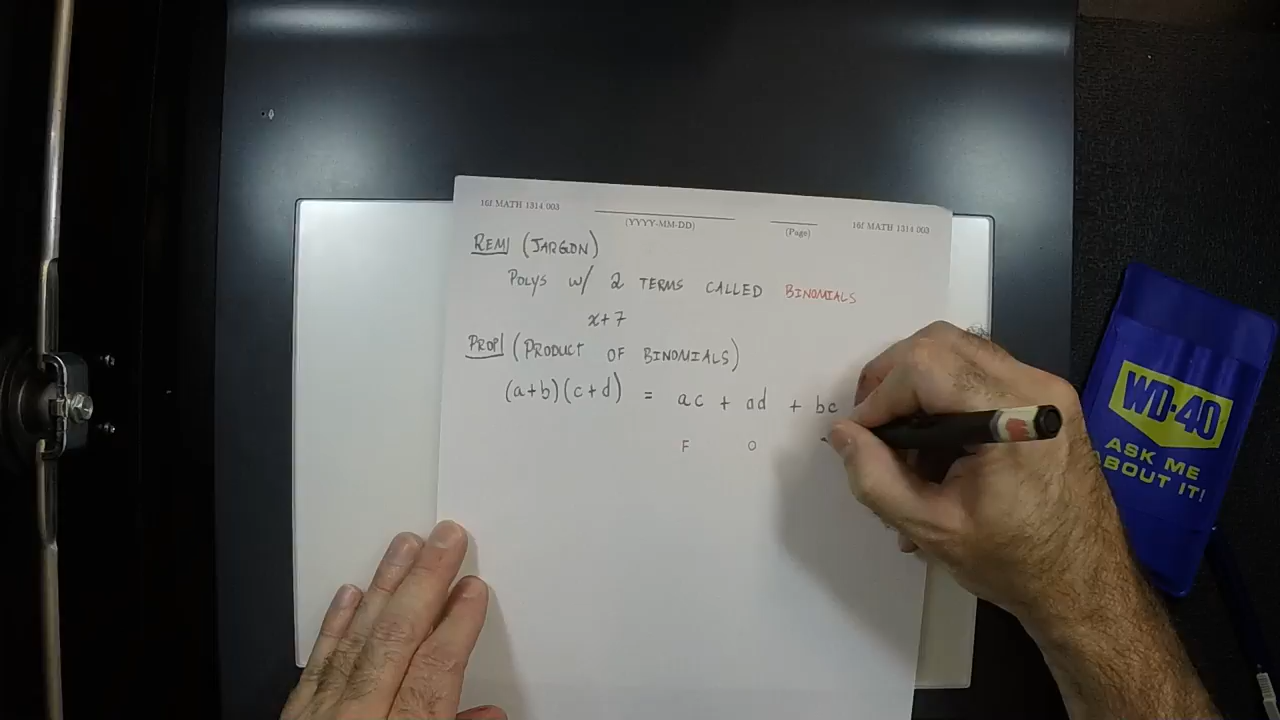 16f MATH 1314 003
(YYYY-MM-DD)
(Page)
16f MATH 1314 003
REM (JARGON)
POLYS W/ 2 TERMS CALLED BINOMIALS
x+7
PROP (PRODUCT OF BINOMIALS)
(a+b)(c+d) = ac + ad + bc
F O
WD-40
ASK ME
ABOUT IT!